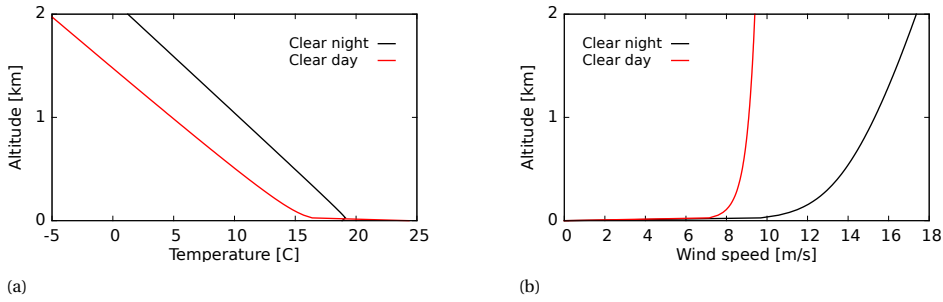 2
1
0
Altitude [km]
Clear night
Clear day
-5 0 5 10 15 20 25
Temperature [C]
(a)
2
1
0
Altitude [km]
Clear night
Clear day
0 2 4 6 8 10 12 14 16 18
Wind speed [m/s]
(b)